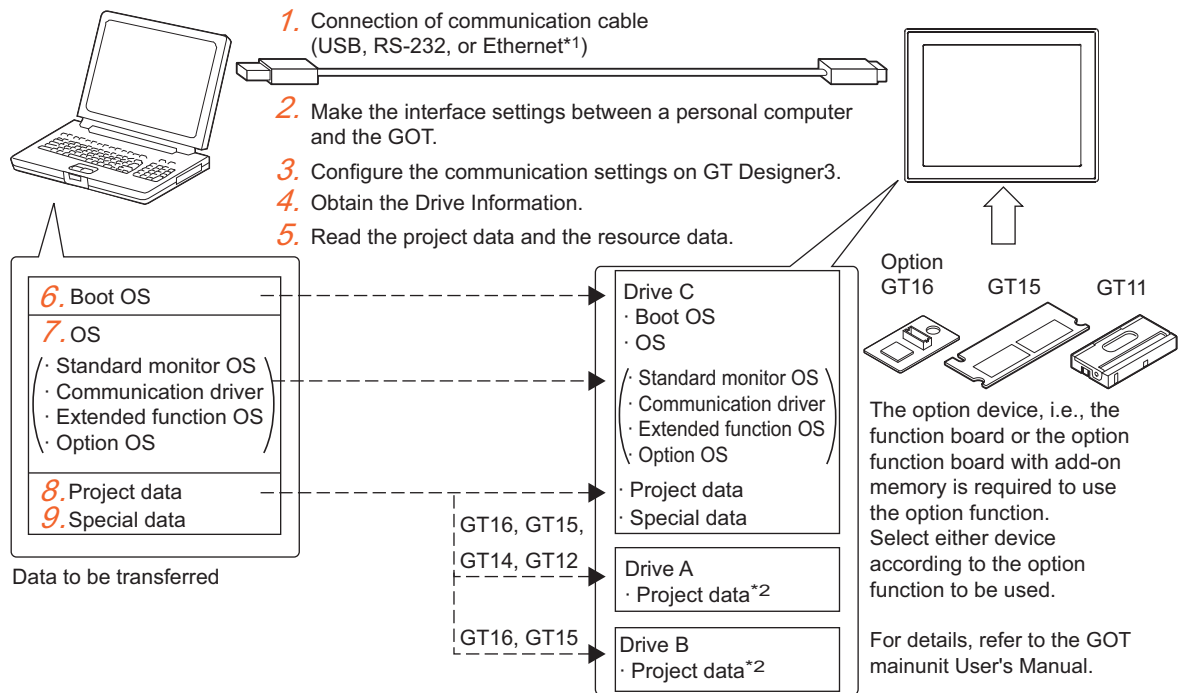 1. Connection of communication cable
(USB, RS-232, or Ethernet*1)
2. Make the interface settings between a personal computer
and the GOT.
3. Configure the communication settings on GT Designer3.
4. Obtain the Drive Information.
5. Read the project data and the resource data.
6. Boot OS
7. OS
· Standard monitor OS
· Communication driver
· Extended function OS
· Option OS
8. Project data
9. Special data
Data to be transferred
GT16, GT15,
GT14, GT12
GT16, GT15
Drive C
· Boot OS
· OS
· Standard monitor OS
· Communication driver
· Extended function OS
· Option OS
· Project data
· Special data
Drive A
· Project data*2
Drive B
· Project data*2
Option
GT16 GT15 GT11
The option device, i.e., the
function board or the option
function board with add-on
memory is required to use
the option function.
Select either device
according to the option
function to be used.
For details, refer to the GOT
mainunit User's Manual.